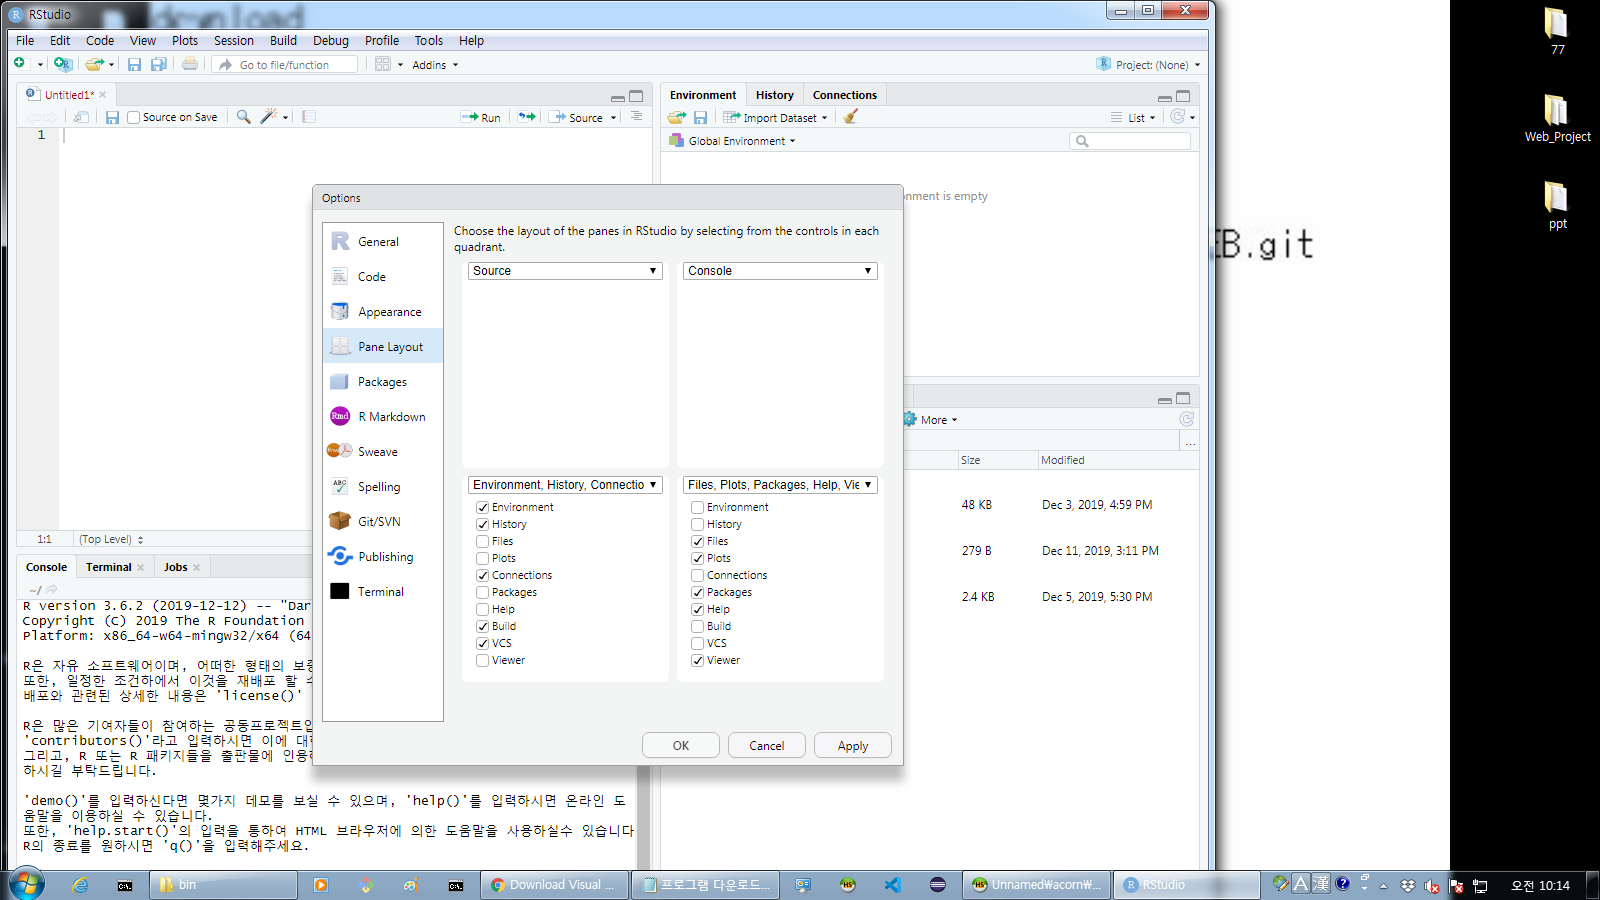 download
RStudio
File Edit Code View Plots Session Build Debug Profile Tools Help
Go to file/function
Addins
Project: (None)
Untitled1*
Source on Save
Run
Source
1
1:1
(Top Level)
Environment History Connections
Import Dataset
List
Global Environment
nment is empty
More
...
Size Modified
48 KB Dec 3, 2019, 4:59 PM
279 B Dec 11, 2019, 3:11 PM
2.4 KB Dec 5, 2019, 5:30 PM
Options
General
Code
Appearance
Pane Layout
Packages
Rmd R Markdown
Sweave
ABC Spelling
Git/SVN
Publishing
Terminal
Choose the layout of the panes in RStudio by selecting from the controls in each
quadrant.
Source
Console
Environment, History, Connectio
Environment
History
Files
Plots
Connections
Packages
Help
Build
VCS
Viewer
Files, Plots, Packages, Help, Vie
Environment
History
Files
Plots
Connections
Packages
Help
Build
VCS
Viewer
OK Cancel Apply
Console Terminal Jobs
~/
R version 3.6.2 (2019-12-12) -- "Dar
Copyright (C) 2019 The R Foundation
Platform: x86_64-w64-mingw32/x64 (64
R은 자유 소프트웨어이며, 어떠한 형태의 보증
또한, 일정한 조건하에서 이것을 재배포 할 수
배포와 관련된 상세한 내용은 'license()'
R은 많은 기여자들이 참여하는 공동프로젝트입
'contributors()'라고 입력하시면 이에 대한
그리고, R 또는 R 패키지들을 출판물에 인용하
하시길 부탁드립니다.
'demo()'를 입력하신다면 몇가지 데모를 보실 수 있으며, 'help()'를 입력하시면 온라인 도
움말을 이용하실 수 있습니다.
또한, 'help.start()'의 입력을 통하여 HTML 브라우저에 의한 도움말을 사용하실수 있습니다
R의 종료를 원하시면 'q()'을 입력해주세요.
B.git
77
Web_Project
ppt
bin
Download Visual ...
프로그램 다운로드...
Unnamed\acorn\...
RStudio
A 漢
오전 10:14